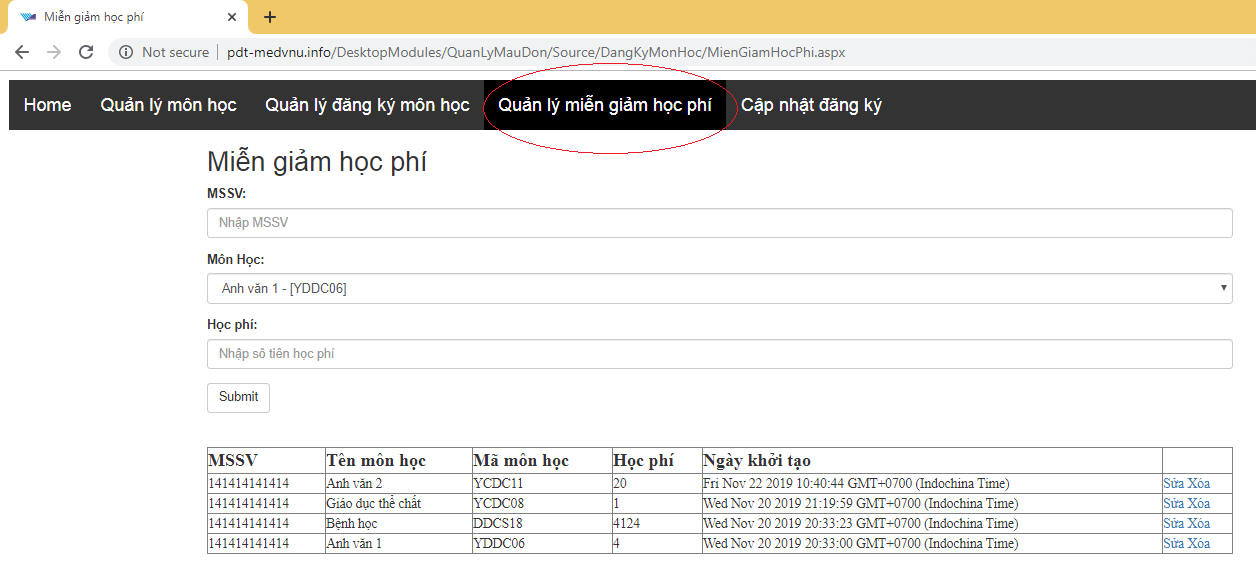 Miễn giảm học phí
Not secure | pdt-medvnu.info/DesktopModules/QuanLyMauDon/Source/DangKyMonHoc/MienGiamHocPhi.aspx
Home Quản lý môn học Quản lý đăng ký môn học Quản lý miễn giảm học phí Cập nhật đăng ký
Miễn giảm học phí
MSSV:
Nhập MSSV
Môn Học:
Anh văn 1 - [YDDC06]
Học phí:
Nhập số tiền học phí
Submit
MSSV Tên môn học Mã môn học Học phí Ngày khởi tạo
141414141414 Anh văn 2 YCDC11 20 Fri Nov 22 2019 10:40:44 GMT+0700 (Indochina Time) Sửa Xóa
141414141414 Giáo dục thể chất YCDC08 1 Wed Nov 20 2019 21:19:59 GMT+0700 (Indochina Time) Sửa Xóa
141414141414 Bệnh học DDCS18 4124 Wed Nov 20 2019 20:33:23 GMT+0700 (Indochina Time) Sửa Xóa
141414141414 Anh văn 1 YDDC06 4 Wed Nov 20 2019 20:33:00 GMT+0700 (Indochina Time) Sửa Xóa